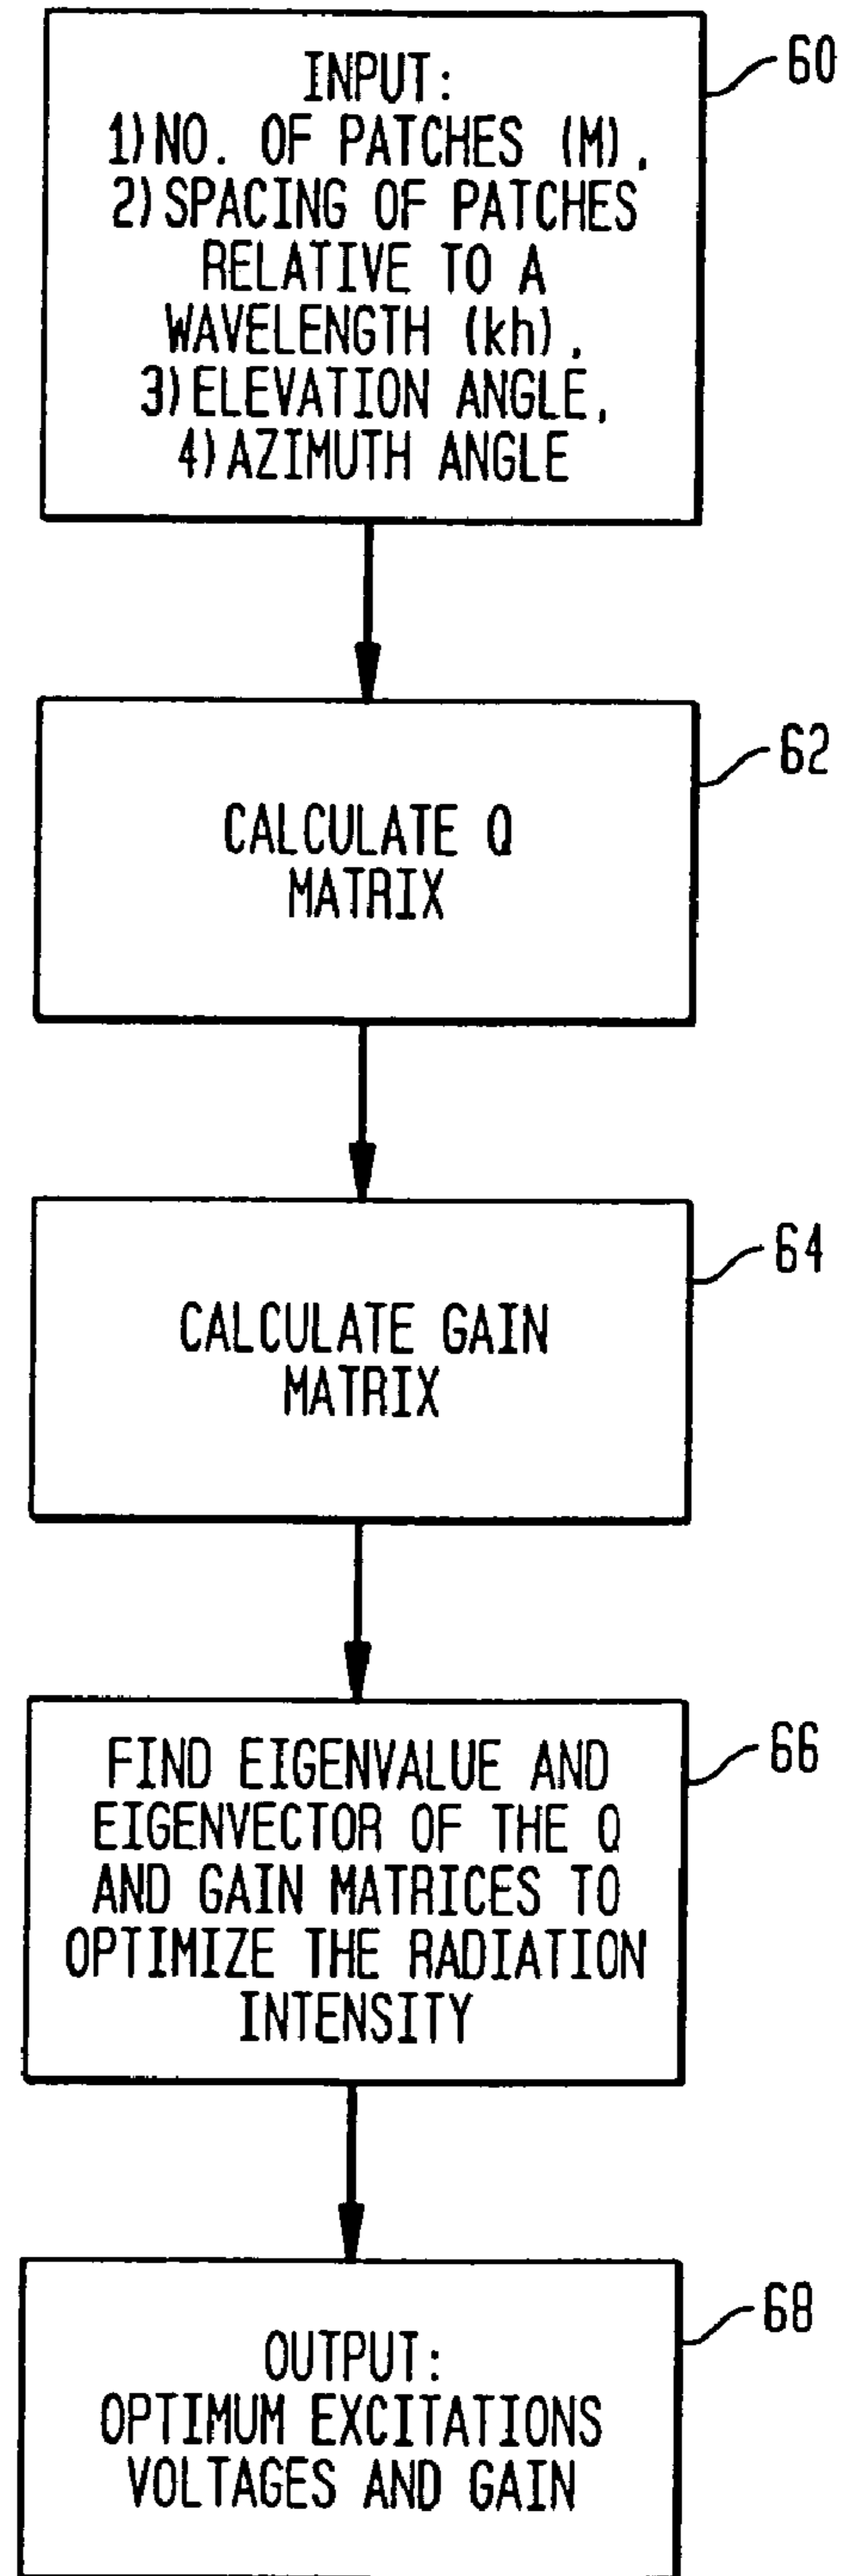 INPUT:
1) NO. OF PATCHES (M),
2) SPACING OF PATCHES
RELATIVE TO A
WAVELENGTH (kh),
3) ELEVATION ANGLE,
4) AZIMUTH ANGLE
60
CALCULATE Q
MATRIX
62
CALCULATE GAIN
MATRIX
64
FIND EIGENVALUE AND
EIGENVECTOR OF THE Q
AND GAIN MATRICES TO
OPTIMIZE THE RADIATION
INTENSITY
66
OUTPUT:
OPTIMUM EXCITATIONS
VOLTAGES AND GAIN
68